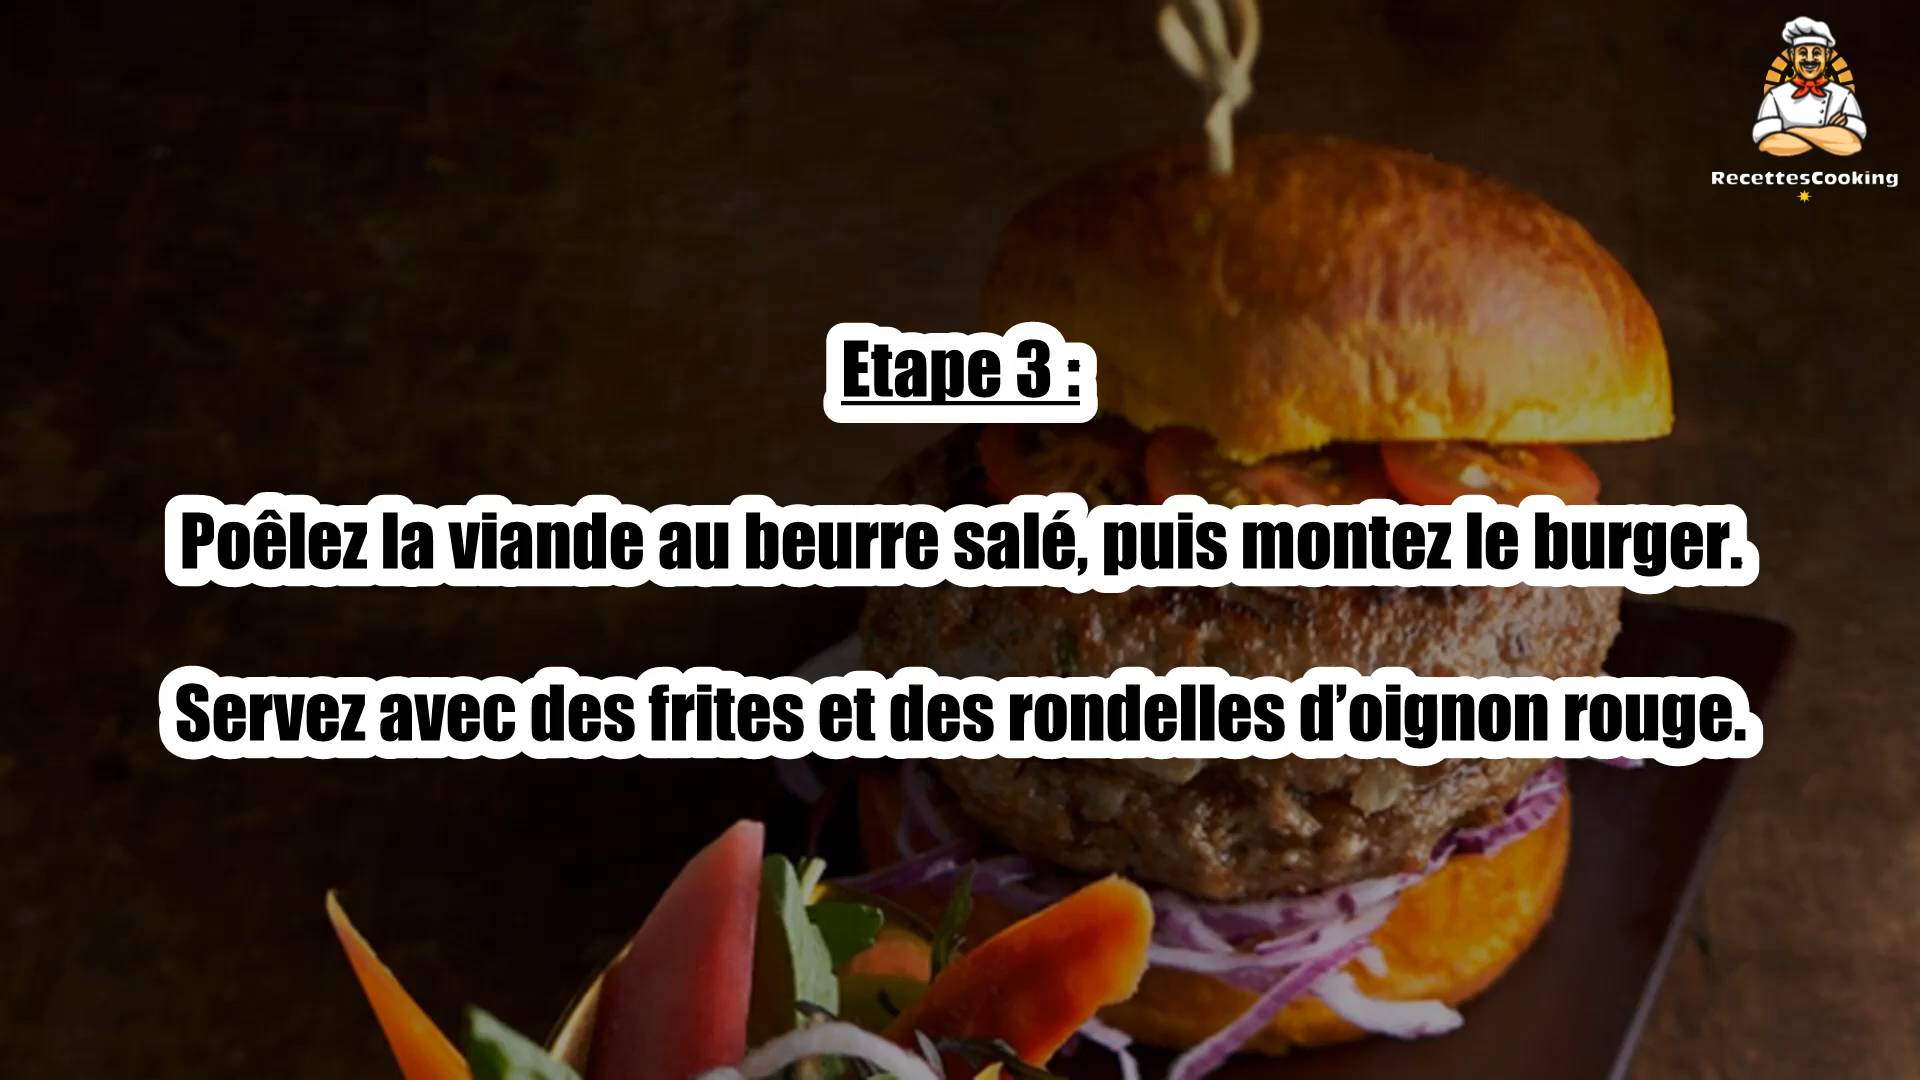 RecettesCooking
Etape 3 :
Poêlez la viande au beurre salé, puis montez le burger.
Servez avec des frites et des rondelles d’oignon rouge.